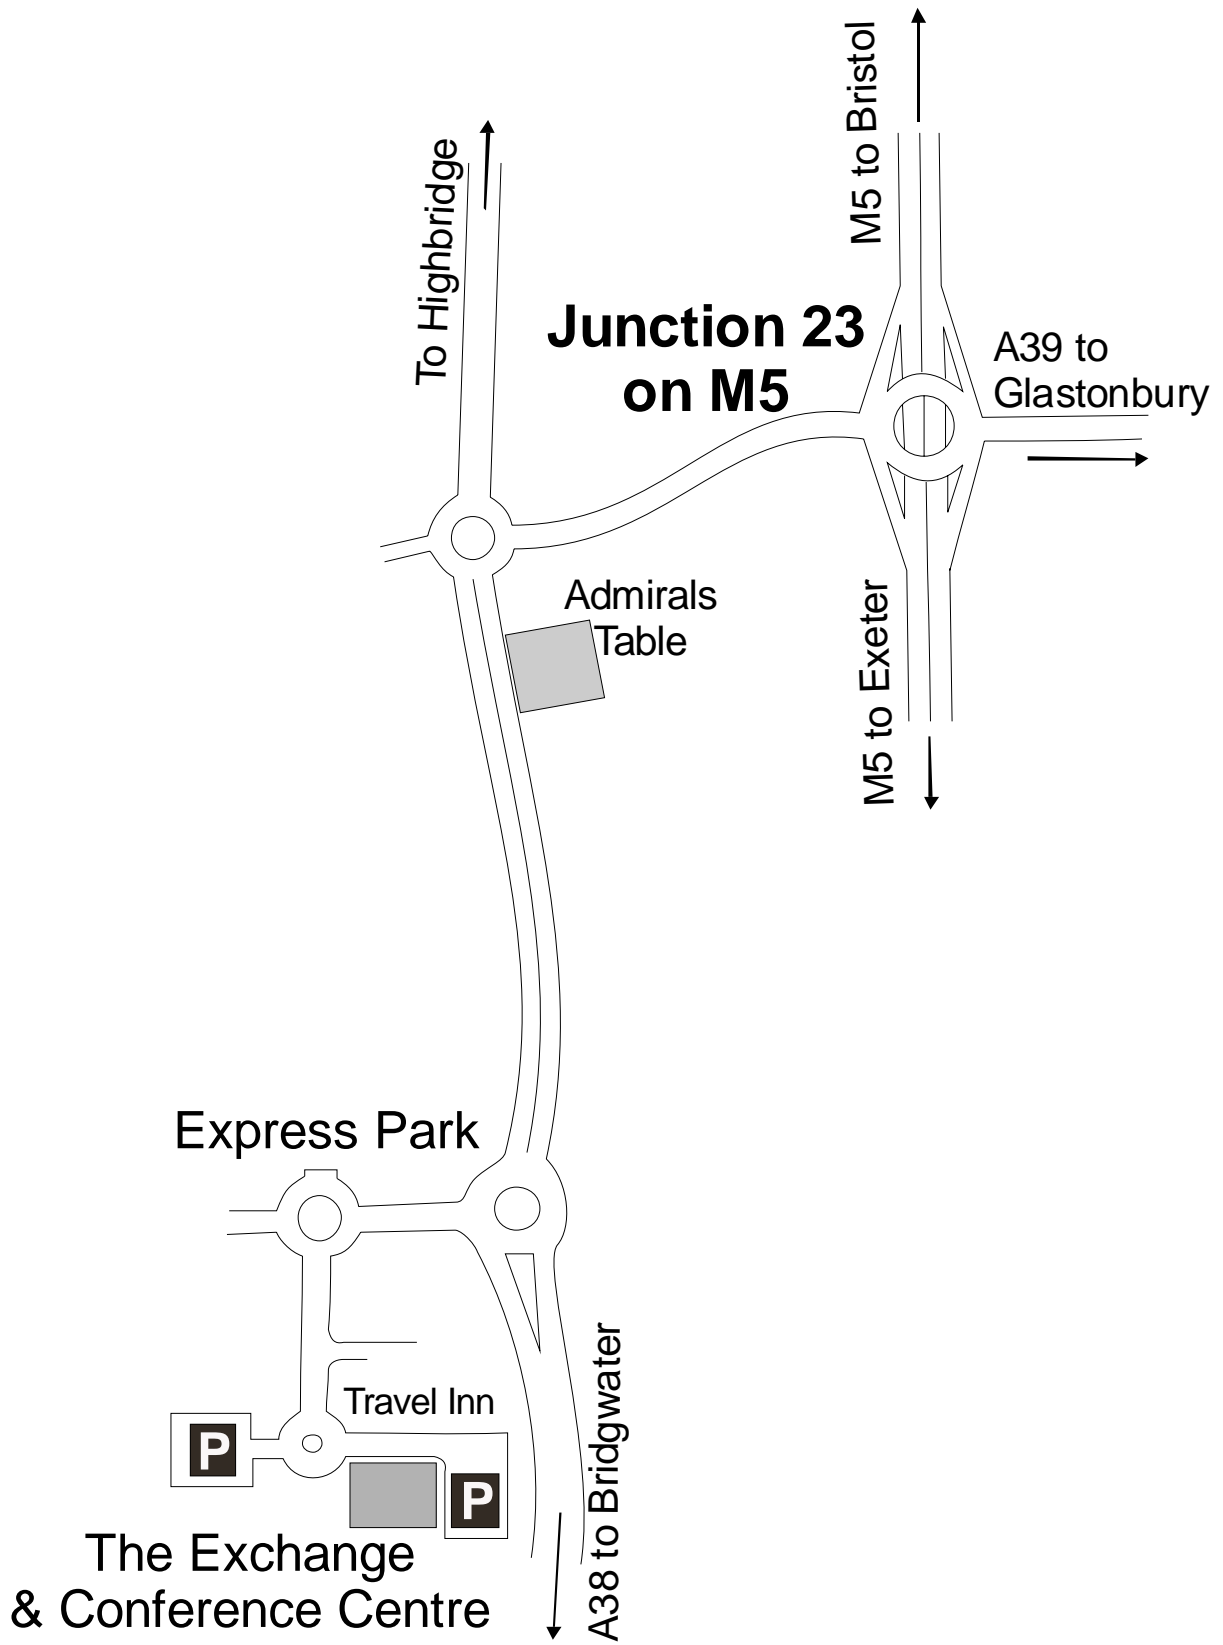 M5 to Bristol
To Highbridge
Junction 23
on M5
A39 to
Glastonbury
Admirals
Table
M5 to Exeter
Express Park
Travel Inn
P
P
A38 to Bridgwater
The Exchange
& Conference Centre